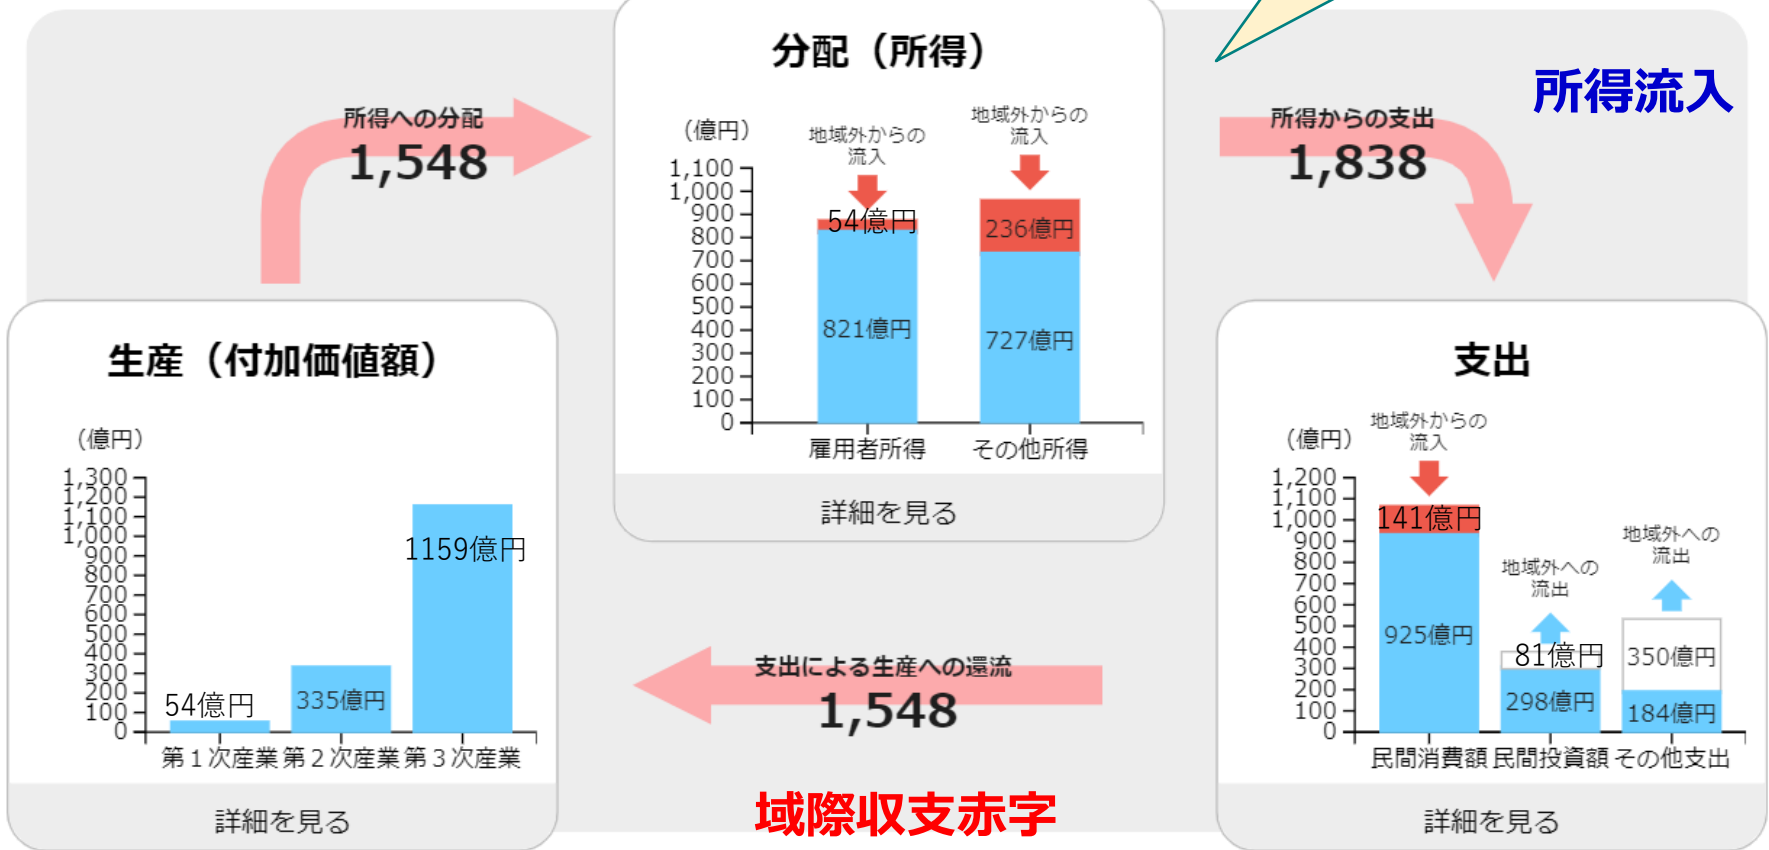 分配（所得）
所得流入
所得への分配
1,548
所得からの支出
1,838
（億円）
地域外からの
流入
地域外からの
流入
1,100
1,000
900
800
700
600
500
400
300
200
100
0
54億円
236億円
821億円
727億円
雇用者所得
その他所得
詳細を見る
生産（付加価値額）
（億円）
1,300
1,200
1,100
1,000
900
800
700
600
500
400
300
200
100
0
54億円
335億円
1159億円
第１次産業
第２次産業
第３次産業
詳細を見る
支出
（億円）
地域外からの
流入
地域外への
流出
地域外への
流出
1,200
1,100
1,000
900
800
700
600
500
400
300
200
100
0
141億円
925億円
81億円
298億円
350億円
184億円
民間消費額
民間投資額
その他支出
詳細を見る
支出による生産への還流
1,548
域際収支赤字